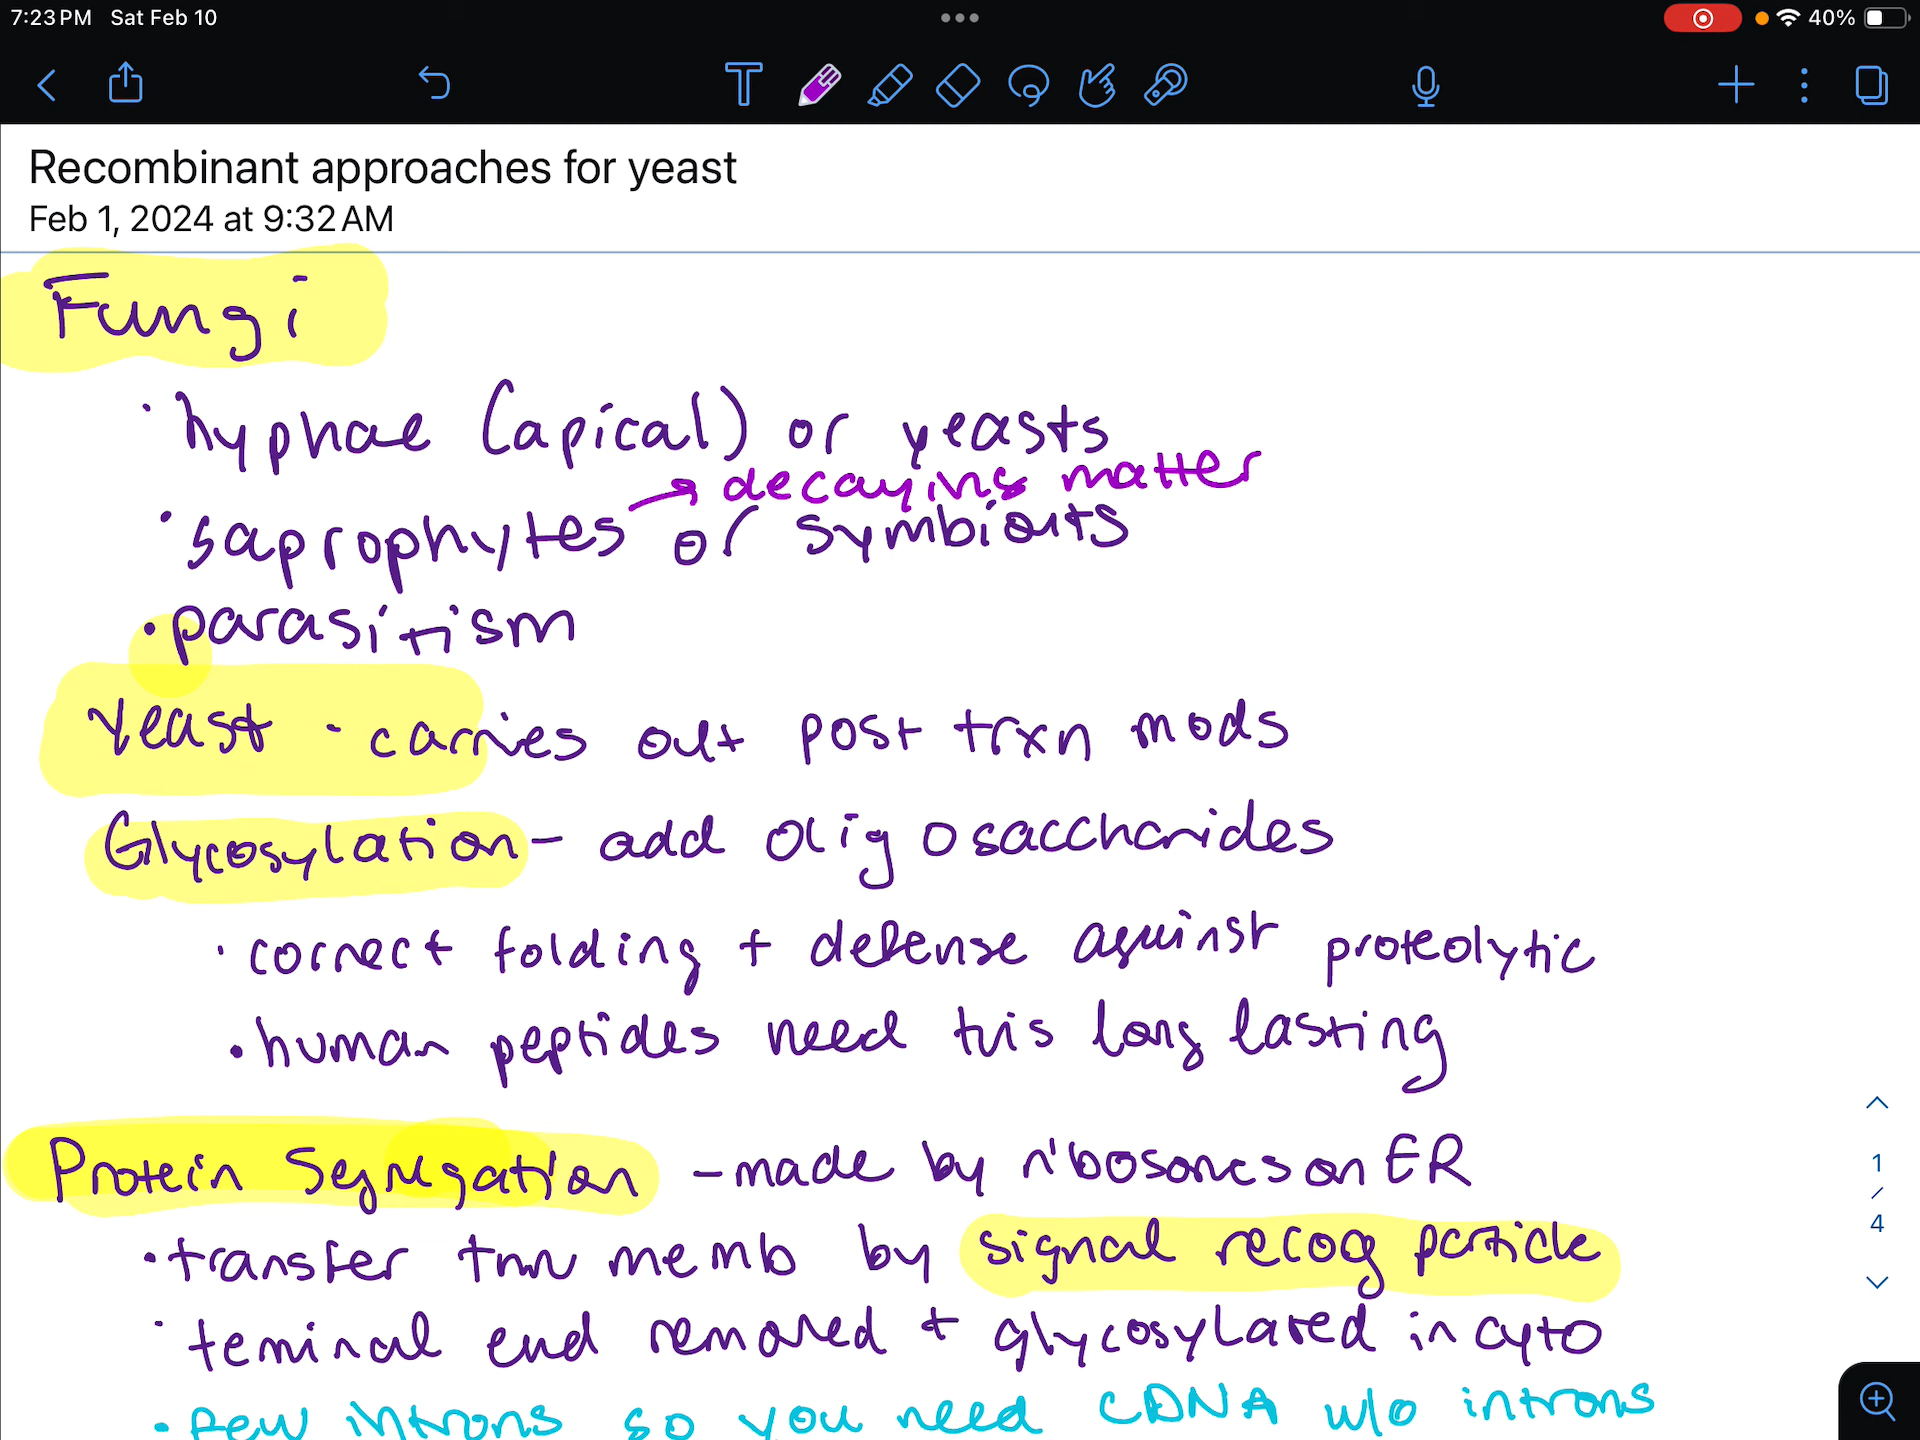 7:23 PM Sat Feb 10
40%
Recombinant approaches for yeast
Feb 1, 2024 at 9:32 AM
Fungi
· hyphae (apical) or yeasts
→ decaying matter
· saprophytes or symbionts
· parasitism
Yeast - carries out post trxn mods
Glycosylation - add oligosaccharides
· correct folding + defense against proteolytic
· human peptides need this long lasting
Protein Segregation - made by ribosomes on ER
· transfer thru memb by signal recog particle
· teminal end removed + glycosylated in cyto
· few introns so you need CDNA w/o introns
1
/
4